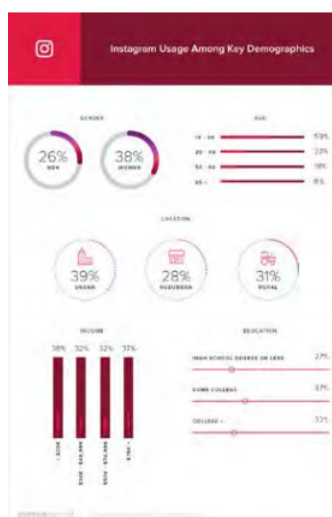 Instagram Usage Among Key Demographics
GENDER
AGE
26%
MEN
38%
WOMEN
18 - 29
59%
30 - 49
33%
50 - 64
18%
65 +
8%
LOCATION
39%
URBAN
28%
SUBURBAN
31%
RURAL
INCOME
EDUCATION
38%
32%
32%
37%
HIGH SCHOOL DEGREE OR LESS
27%
SOME COLLEGE
37%
COLLEGE +
33%